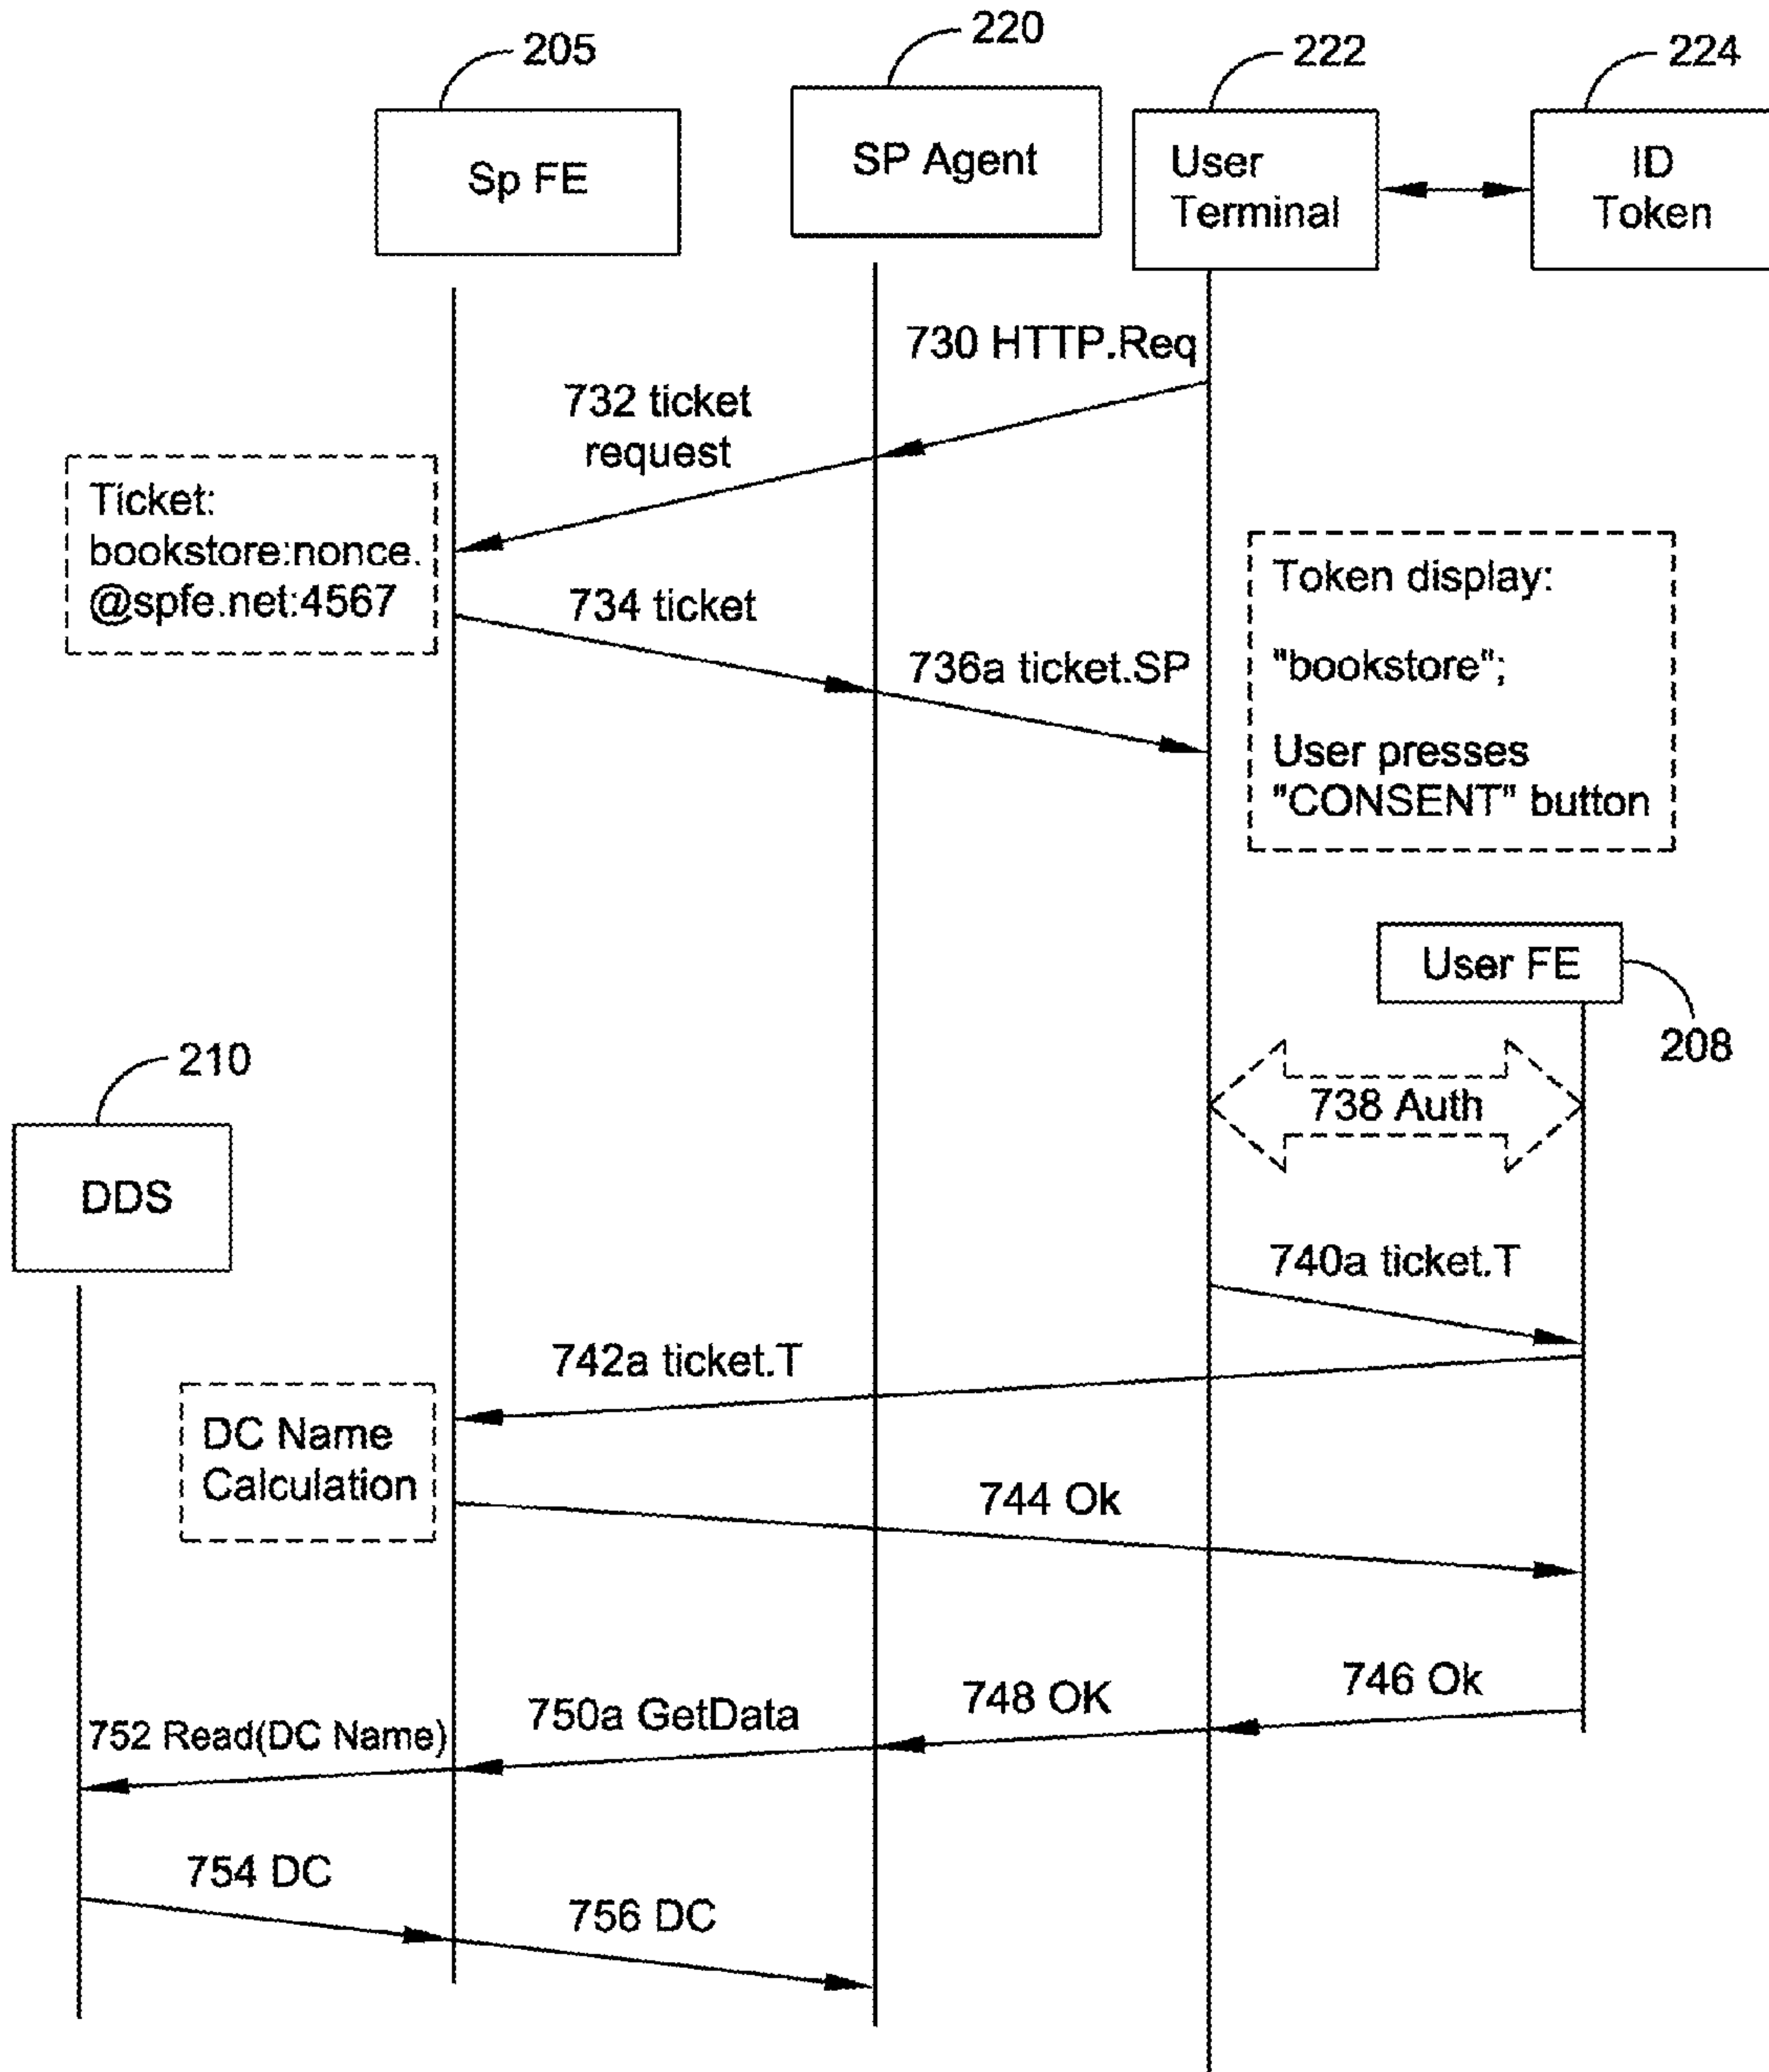 205
220
222
224
Sp FE
SP Agent
User
Terminal
ID
Token
730 HTTP.Req
732 ticket
request
Ticket:
bookstore:nonce.
@spfe.net:4567
734 ticket
736a ticket.SP
Token display:
"bookstore";
User presses
"CONSENT" button
User FE
208
210
738 Auth
DDS
740a ticket.T
742a ticket.T
DC Name
Calculation
744 Ok
746 Ok
748 OK
750a GetData
752 Read(DC Name)
754 DC
756 DC